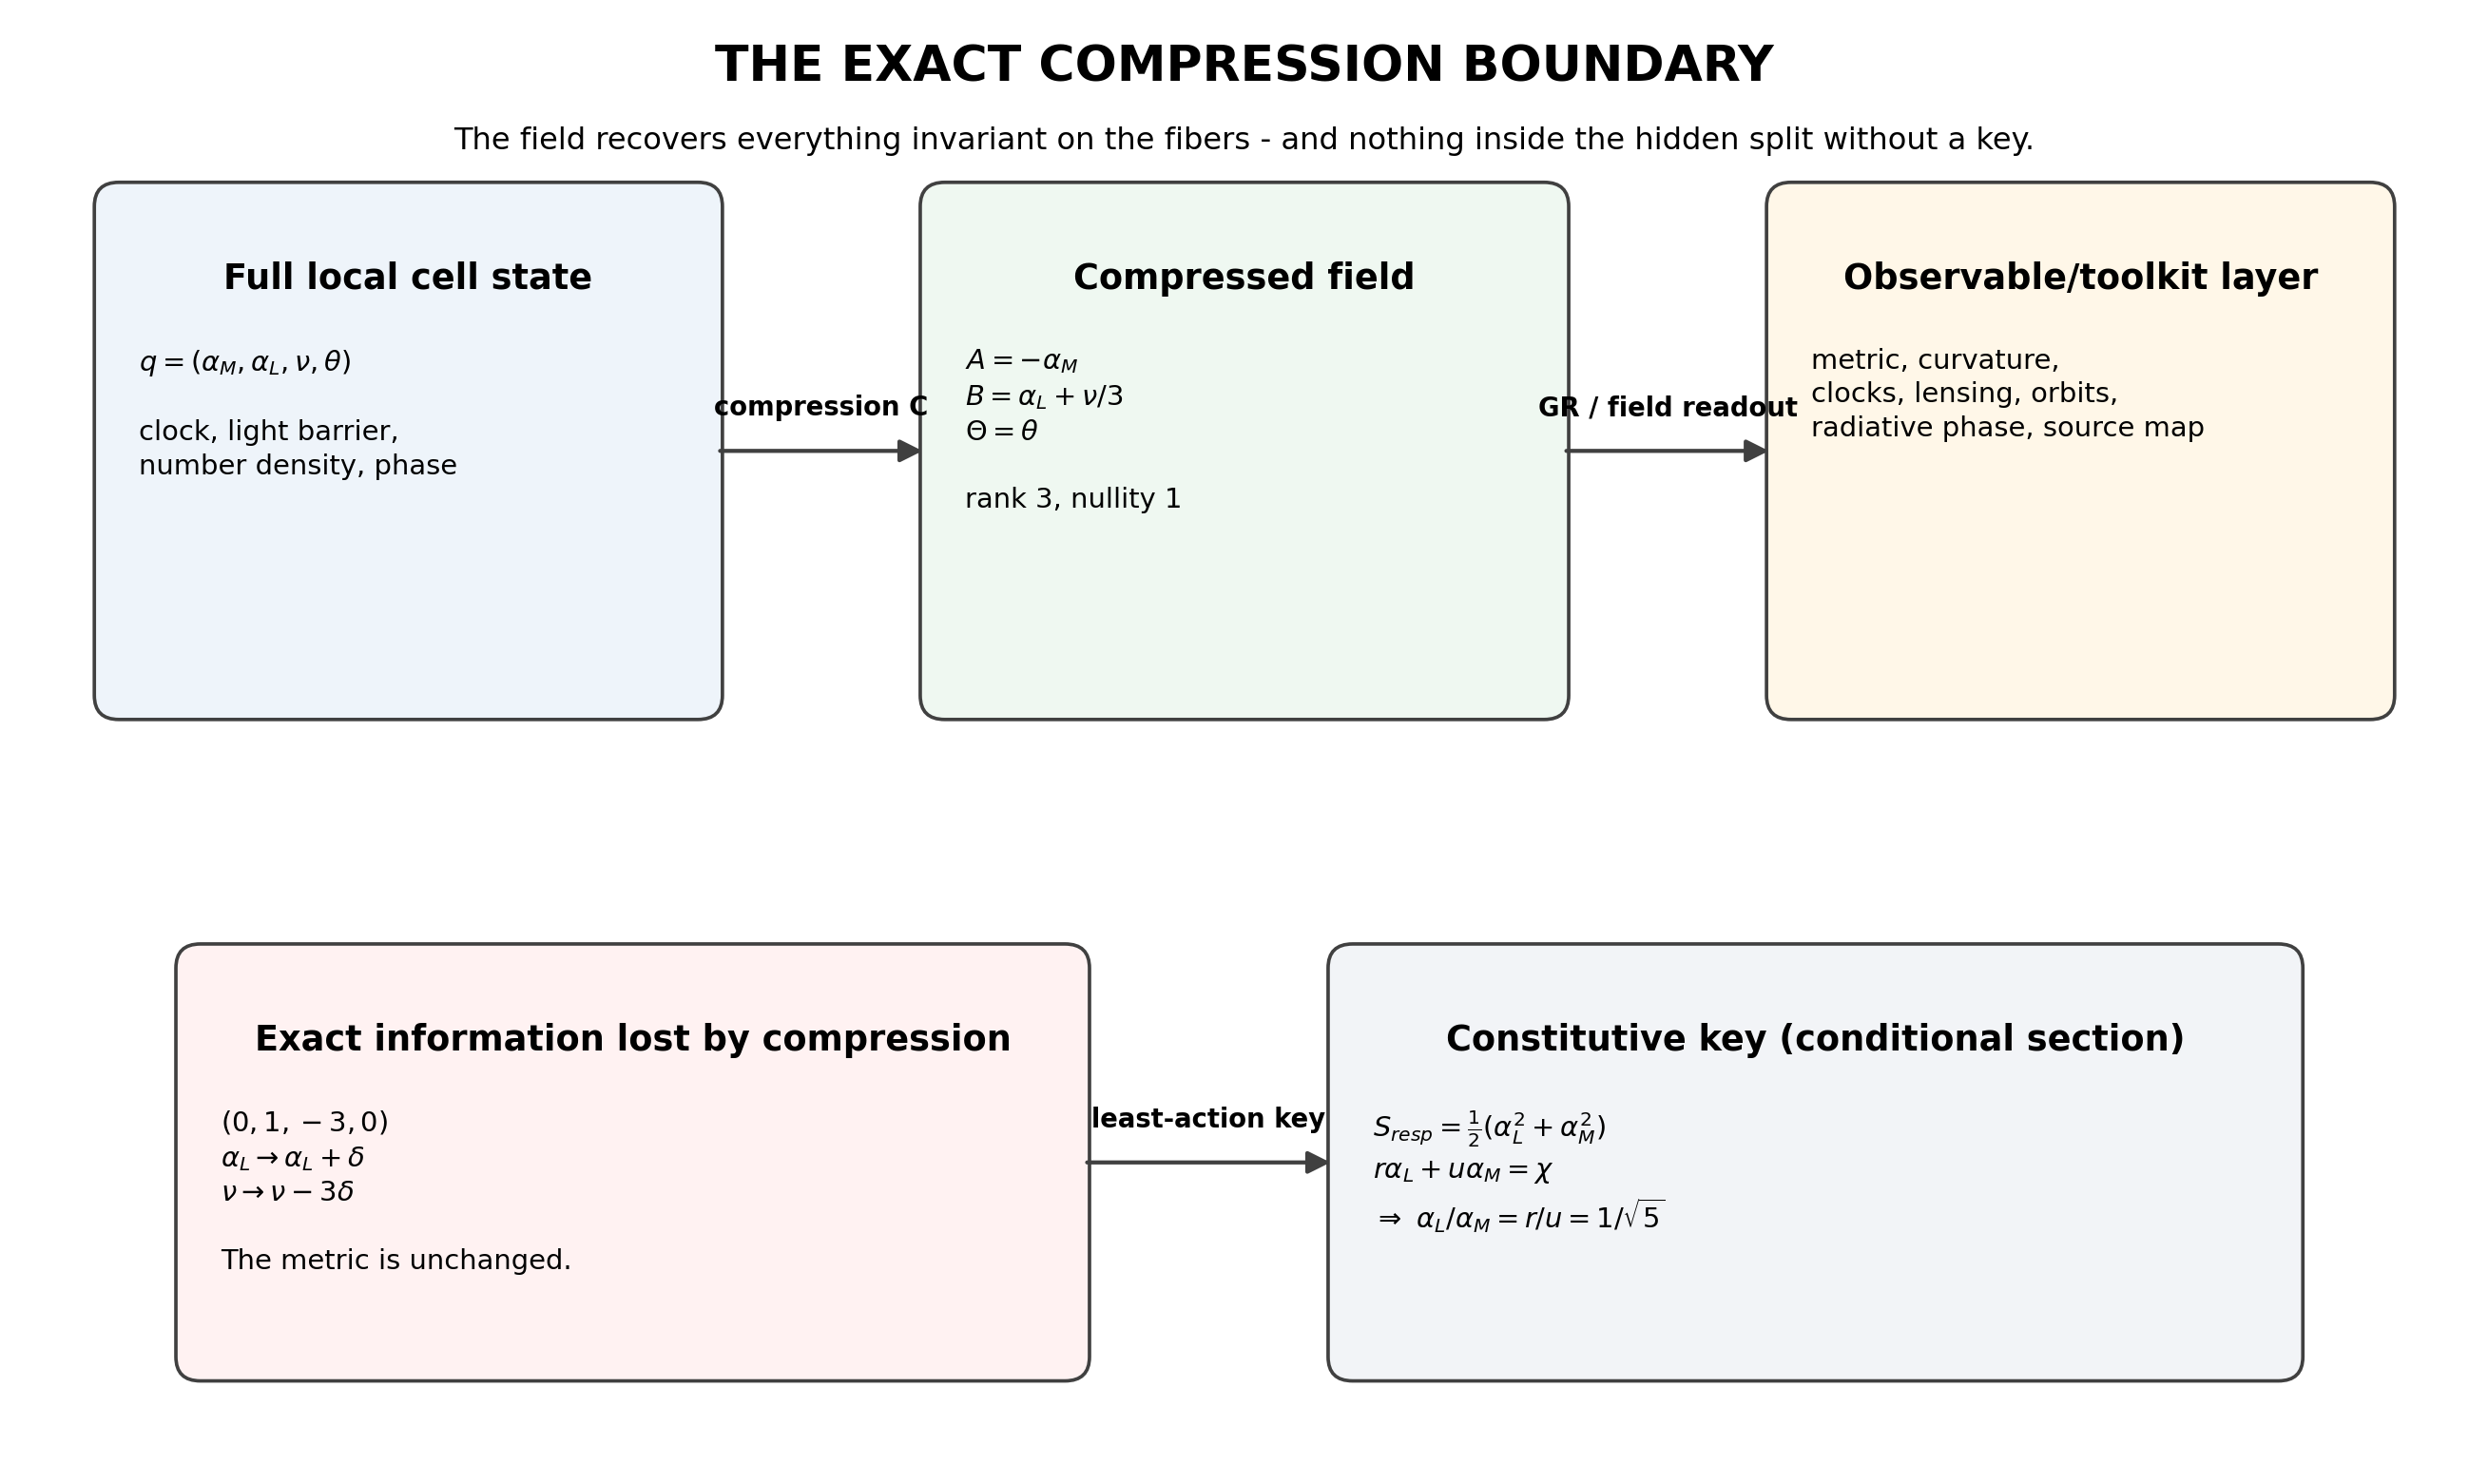 THE EXACT COMPRESSION BOUNDARY
The field recovers everything invariant on the fibers - and nothing inside the hidden split without a key.
Full local cell state
q = (α_M, α_L, ν, θ)
clock, light barrier,
number density, phase
compression C
Compressed field
A = −α_M
B = α_L + ν/3
Θ = θ
rank 3, nullity 1
GR / field readout
Observable/toolkit layer
metric, curvature,
clocks, lensing, orbits,
radiative phase, source map
Exact information lost by compression
(0, 1, −3, 0)
α_L → α_L + δ
ν → ν − 3δ
The metric is unchanged.
least-action key
Constitutive key (conditional section)
S_resp = ½(α_L² + α_M²)
rα_L + uα_M = χ
⇒ α_L/α_M = r/u = 1/√5